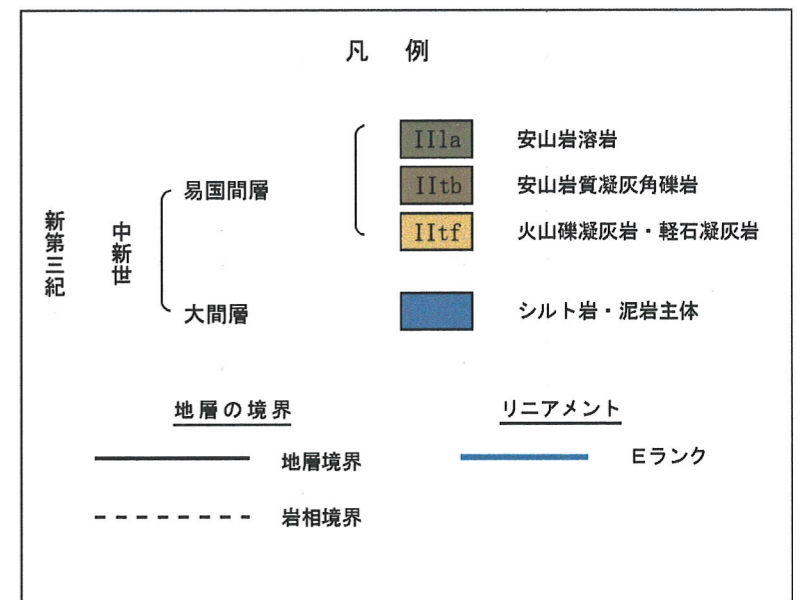 凡 例
新第三紀
中新世
易国間層
IIla 安山岩溶岩
IItb 安山岩質凝灰角礫岩
IItf 火山礫凝灰岩・軽石凝灰岩
大間層
シルト岩・泥岩主体
地層の境界
地層境界
岩相境界
リニアメント
Eランク